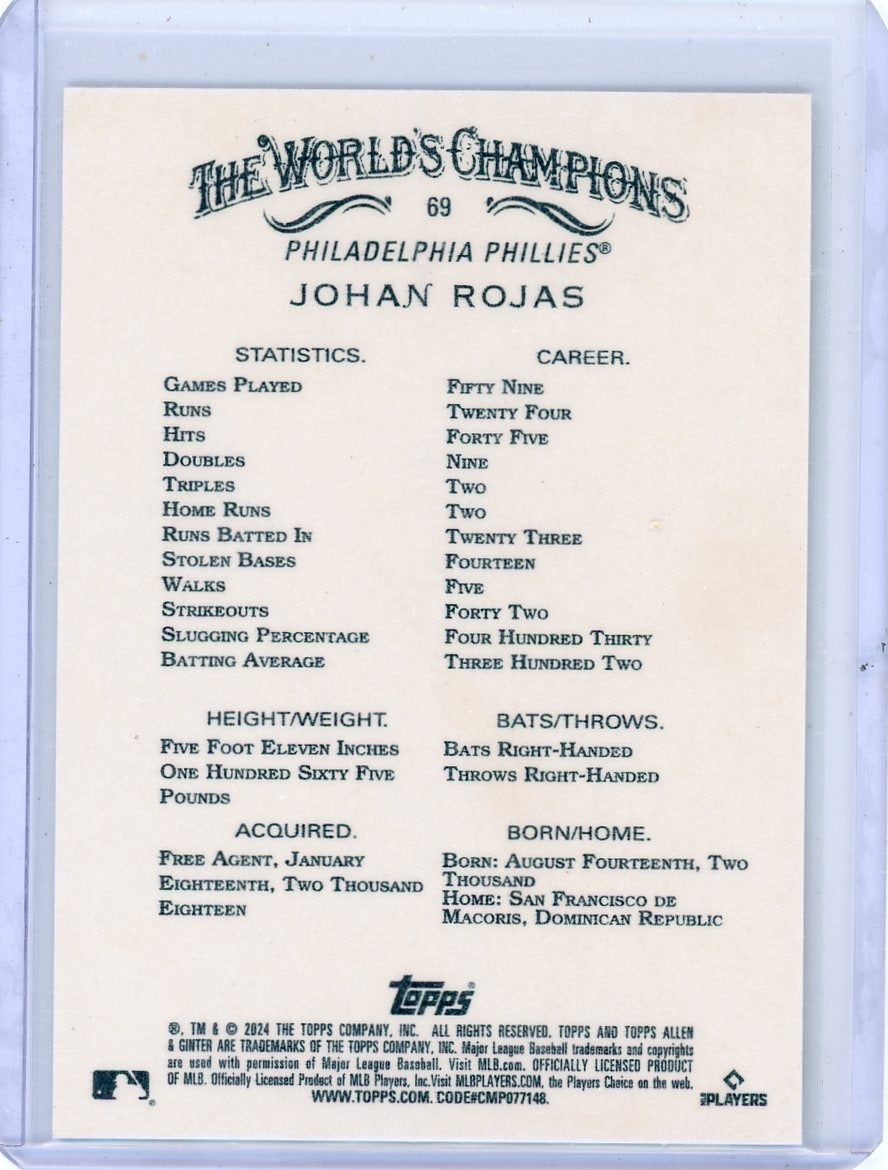 THE WORLD'S CHAMPIONS
69
PHILADELPHIA PHILLIES®
JOHAN ROJAS
STATISTICS. CAREER.
GAMES PLAYED FIFTY NINE
RUNS TWENTY FOUR
HITS FORTY FIVE
DOUBLES NINE
TRIPLES TWO
HOME RUNS TWO
RUNS BATTED IN TWENTY THREE
STOLEN BASES FOURTEEN
WALKS FIVE
STRIKEOUTS FORTY TWO
SLUGGING PERCENTAGE FOUR HUNDRED THIRTY
BATTING AVERAGE THREE HUNDRED TWO
HEIGHT/WEIGHT.
FIVE FOOT ELEVEN INCHES
ONE HUNDRED SIXTY FIVE
POUNDS
BATS/THROWS.
BATS RIGHT-HANDED
THROWS RIGHT-HANDED
ACQUIRED.
FREE AGENT, JANUARY
EIGHTEENTH, TWO THOUSAND
EIGHTEEN
BORN/HOME.
BORN: AUGUST FOURTEENTH, TWO
THOUSAND
HOME: SAN FRANCISCO DE
MACORIS, DOMINICAN REPUBLIC
topps®
®, TM & © 2024 THE TOPPS COMPANY, INC. ALL RIGHTS RESERVED. TOPPS AND TOPPS ALLEN
& GINTER ARE TRADEMARKS OF THE TOPPS COMPANY, INC. Major League Baseball trademarks and copyrights
are used with permission of Major League Baseball. Visit MLB.com. OFFICIALLY LICENSED PRODUCT
OF MLB. Officially Licensed Product of MLB Players, Inc.Visit MLBPLAYERS.COM, the Players Choice on the web.
WWW.TOPPS.COM. CODE#CMP077148.
MLB PLAYERS